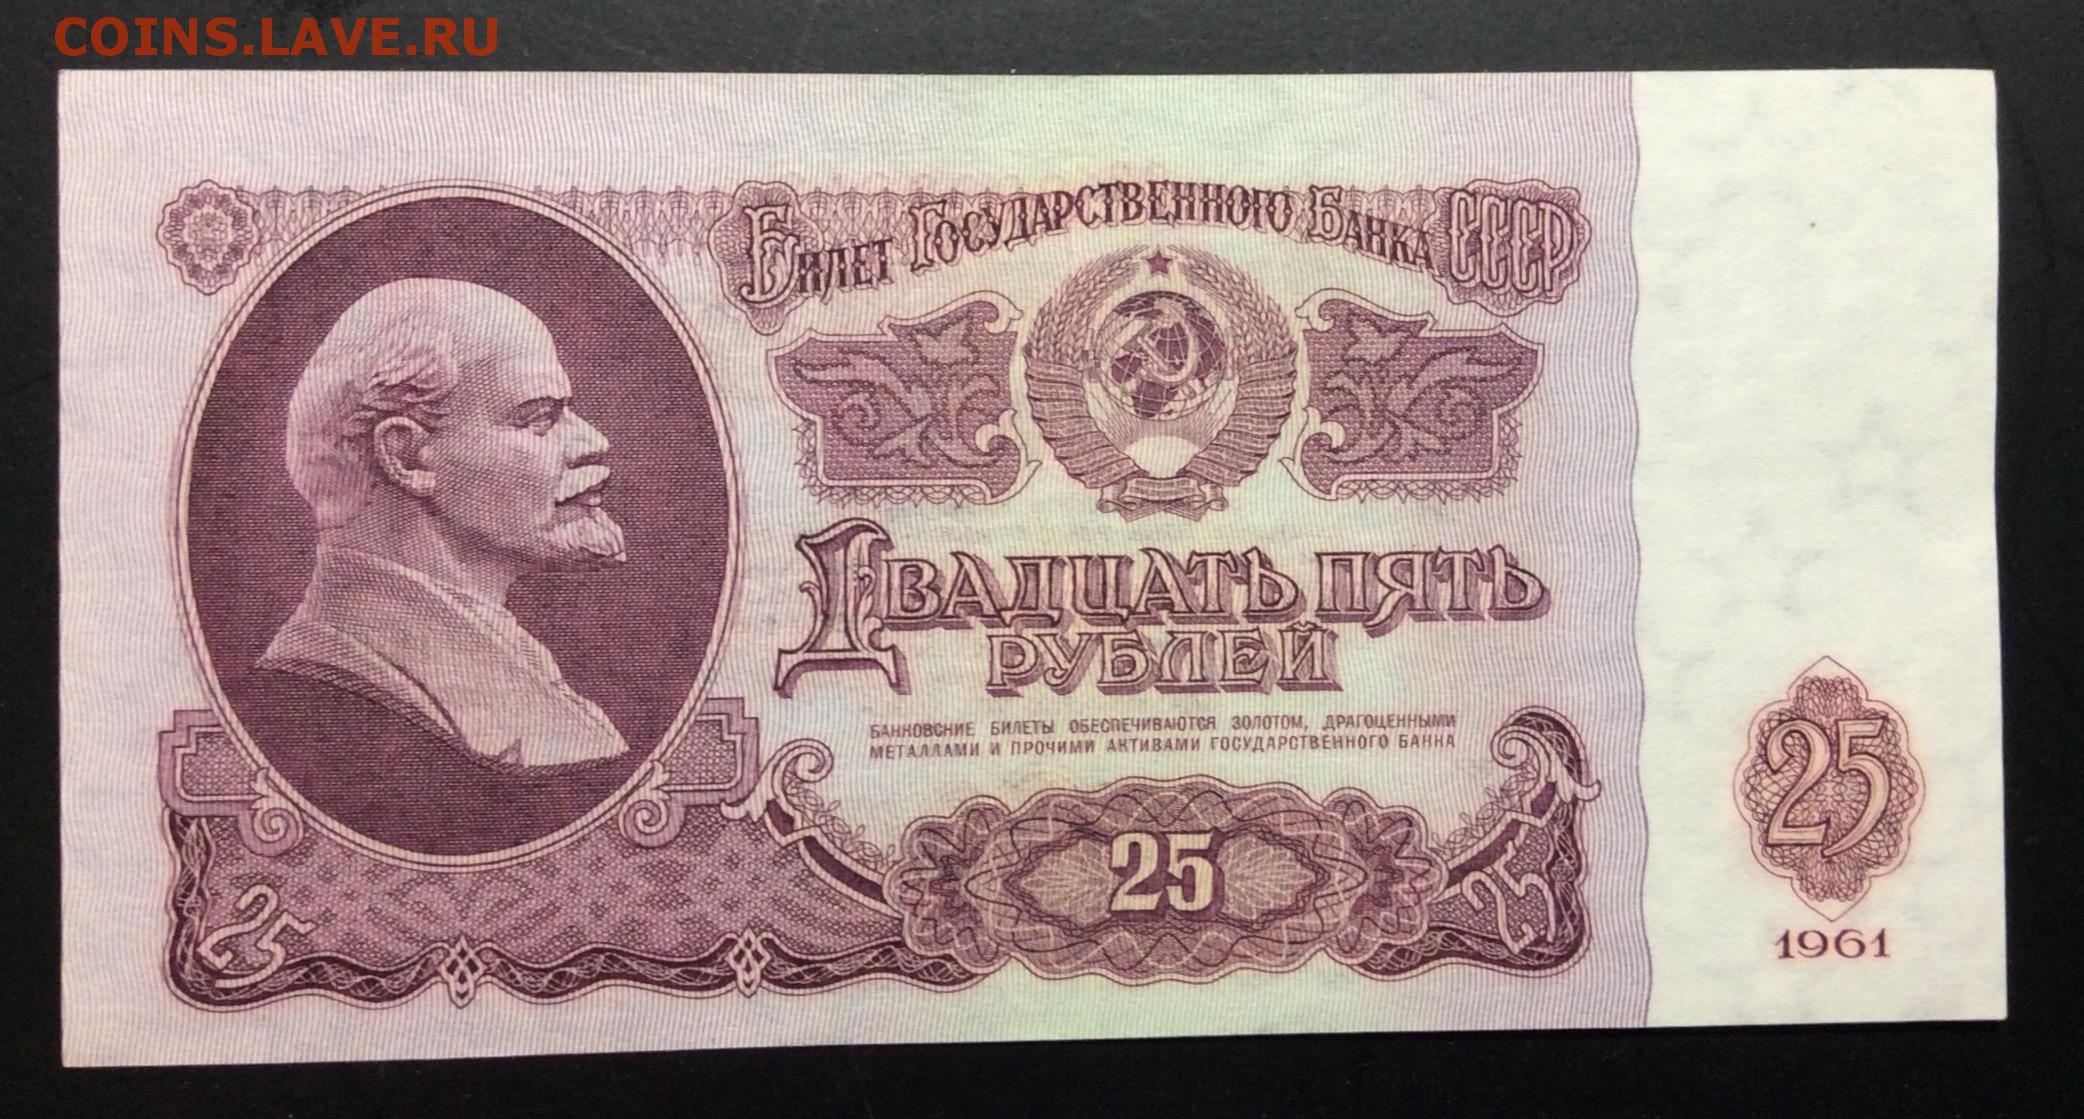 COINS.LAVE.RU
БИЛЕТ ГОСУДАРСТВЕННОГО БАНКА СССР
ДВАДЦАТЬ ПЯТЬ
РУБЛЕЙ
БАНКОВСКИЕ БИЛЕТЫ ОБЕСПЕЧИВАЮТСЯ ЗОЛОТОМ, ДРАГОЦЕННЫМИ
МЕТАЛЛАМИ И ПРОЧИМИ АКТИВАМИ ГОСУДАРСТВЕННОГО БАНКА
25
25
25
25
1961